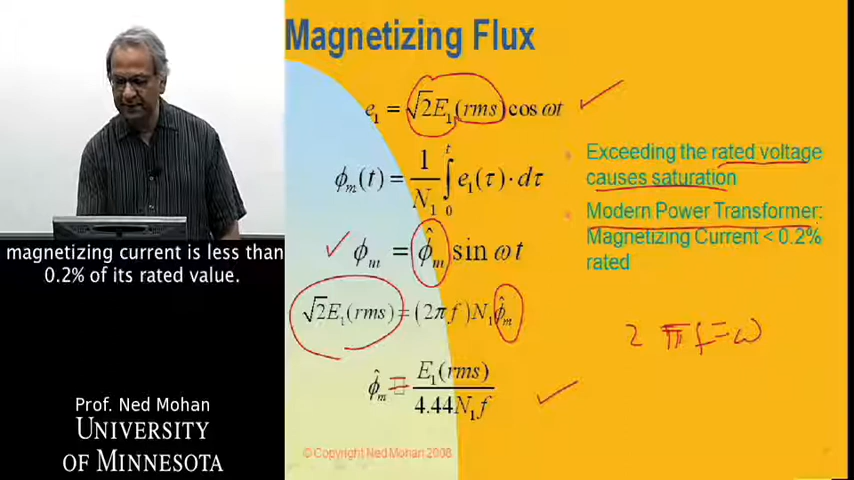 Magnetizing Flux
e₁ = √2E₁(rms) cos ωt
ϕₘ(t) = 1/N₁ ∫₀ᵗ e₁(τ)·dτ
ϕₘ = ϕ̂ₘ sin ωt
√2E₁(rms) = (2πf)N₁ϕ̂ₘ
ϕ̂ₘ = E₁(rms)/4.44N₁f
Exceeding the rated voltage
causes saturation
Modern Power Transformer:
Magnetizing Current < 0.2%
rated
2πf=ω
© Copyright Ned Mohan 2008
magnetizing current is less than
0.2% of its rated value.
Prof. Ned Mohan
UNIVERSITY
OF MINNESOTA